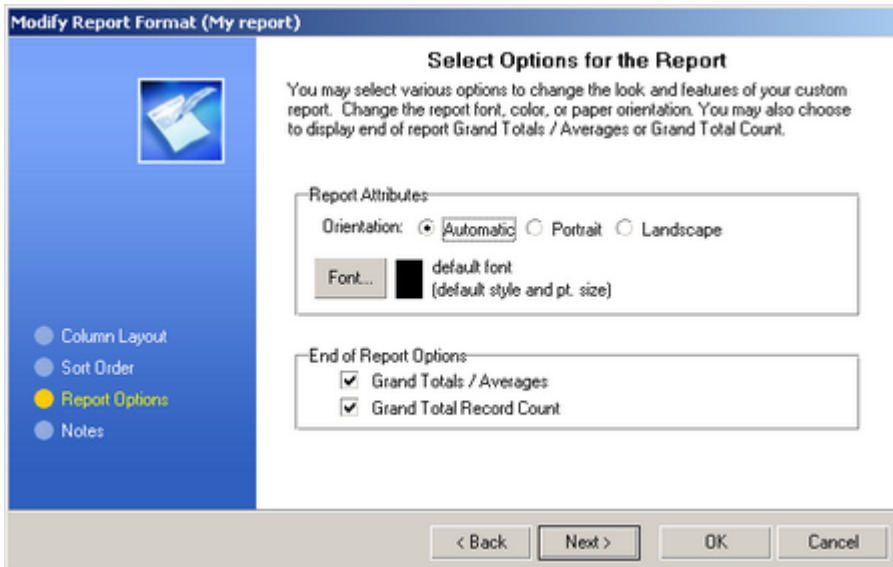 Modify Report Format (My report)
Select Options for the Report
You may select various options to change the look and features of your custom
report. Change the report font, color, or paper orientation. You may also choose
to display end of report Grand Totals / Averages or Grand Total Count.
Report Attributes
Orientation: Automatic Portrait Landscape
Font... default font
(default style and pt. size)
Column Layout
Sort Order
Report Options
Notes
End of Report Options
Grand Totals / Averages
Grand Total Record Count
< Back Next > OK Cancel